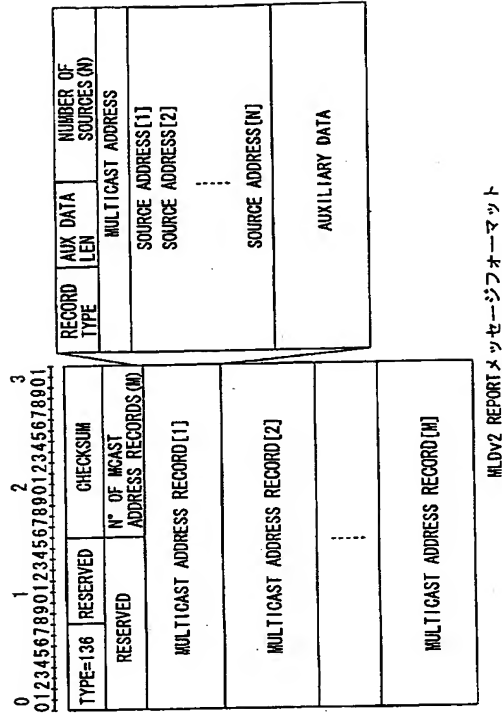 0 1 2 3
01234567890123456789012345678901
TYPE=136 RESERVED CHECKSUM
RESERVED N° OF MCAST
ADDRESS RECORDS(M)
MULTICAST ADDRESS RECORD[1]
MULTICAST ADDRESS RECORD[2]
MULTICAST ADDRESS RECORD[M]
RECORD
TYPE
AUX DATA
LEN
NUMBER OF
SOURCES(N)
MULTICAST ADDRESS
SOURCE ADDRESS[1]
SOURCE ADDRESS[2]
SOURCE ADDRESS[N]
AUXILIARY DATA
MLDv2 REPORTメッセージフォーマット